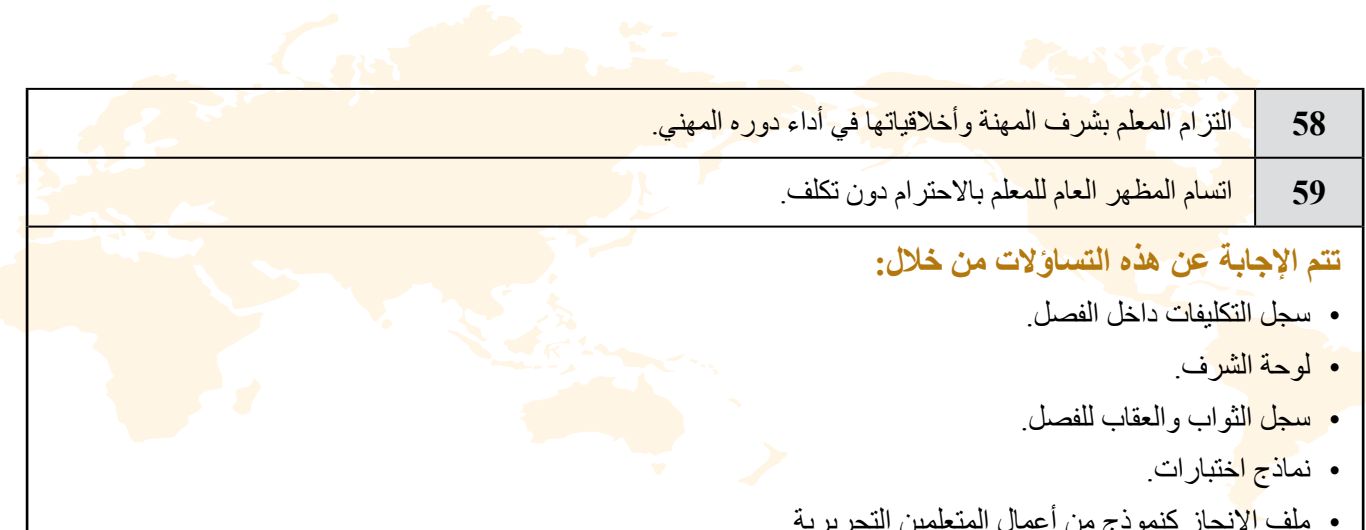 58 التزام المعلم بشرف المهنة وأخلاقياتها في أداء دوره المهني.
59 اتسام المظهر العام للمعلم بالاحترام دون تكلف.
تتم الإجابة عن هذه التساؤلات من خلال:
• سجل التكليفات داخل الفصل.
• لوحة الشرف.
• سجل الثواب والعقاب للفصل.
• نماذج اختبارات.
• ملف الإنجاز كنموذج من أعمال المتعلمين التحريرية